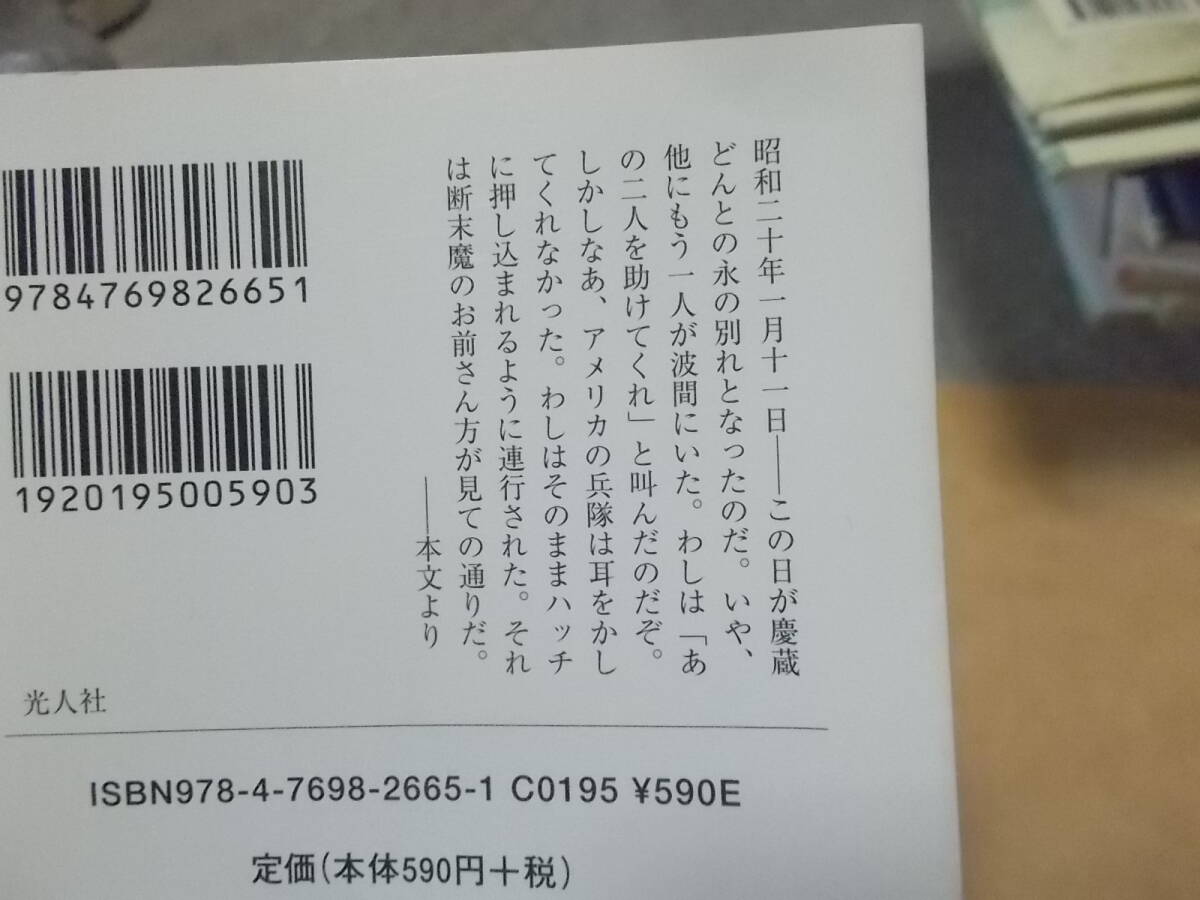 昭和二十年一月十一日――この日が慶蔵
どんとの永の別れとなったのだ。いや、
他にもう一人が波間にいた。わしは「あ
の二人を助けてくれ」と叫んだのだぞ。
しかしなあ、アメリカの兵隊は耳をかし
てくれなかった。わしはそのままハッチ
に押し込まれるように連行された。それ
は断末魔のお前さん方が見ての通りだ。
――本文より
9784769826651
1920195005903
光人社
ISBN978-4-7698-2665-1 C0195 ¥590E
定価(本体590円+税)